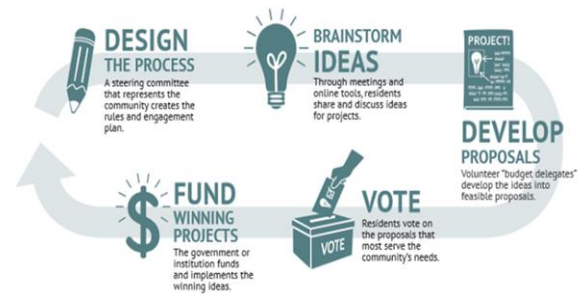 DESIGN
THE PROCESS
A steering committee
that represents the
community creates the
rules and engagement
plan.
BRAINSTORM
IDEAS
Through meetings and
online tools, residents
share and discuss ideas
for projects.
PROJECT!
DEVELOP
PROPOSALS
Volunteer "budget delegates"
develop the ideas into
feasible proposals.
VOTE
Residents vote on
the proposals that
most serve the
community's needs.
VOTE
FUND
WINNING
PROJECTS
The government or
institution funds
and implements the
winning ideas.